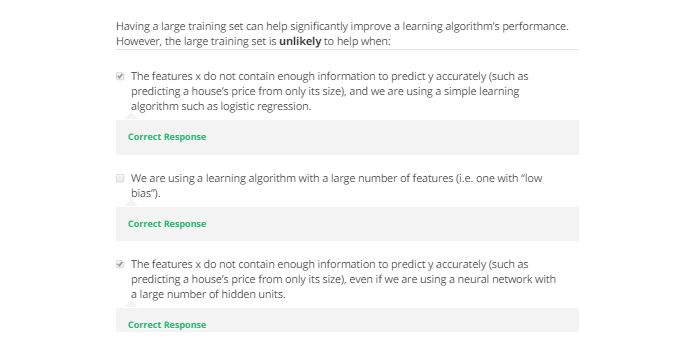 Having a large training set can help significantly improve a learning algorithm's performance.
However, the large training set is unlikely to help when:
The features x do not contain enough information to predict y accurately (such as
predicting a house's price from only its size), and we are using a simple learning
algorithm such as logistic regression.
Correct Response
We are using a learning algorithm with a large number of features (i.e. one with "low
bias").
Correct Response
The features x do not contain enough information to predict y accurately (such as
predicting a house's price from only its size), even if we are using a neural network with
a large number of hidden units.
Correct Response